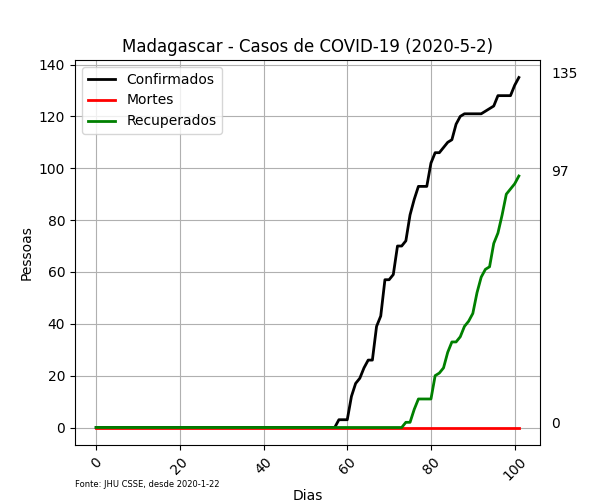 Madagascar - Casos de COVID-19 (2020-5-2)
Confirmados
Mortes
Recuperados
140
120
100
80
60
40
20
0
Pessoas
135
97
0
0
20
40
60
80
100
Fonte: JHU CSSE, desde 2020-1-22
Dias